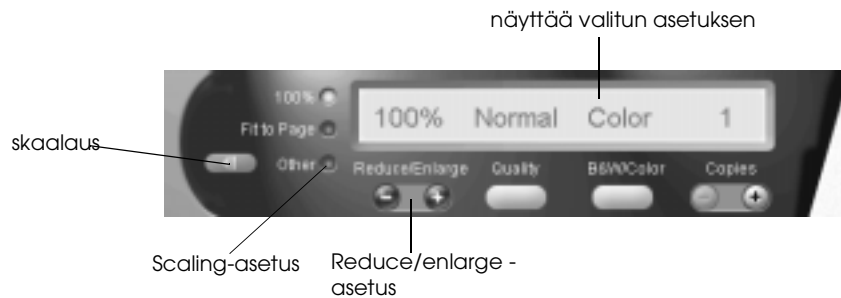 näyttää valitun asetuksen
100%
Fit to Page
Other
100% Normal Color 1
Reduce/Enlarge Quality B&W/Color Copies
skaalaus
Scaling-asetus
Reduce/enlarge -
asetus